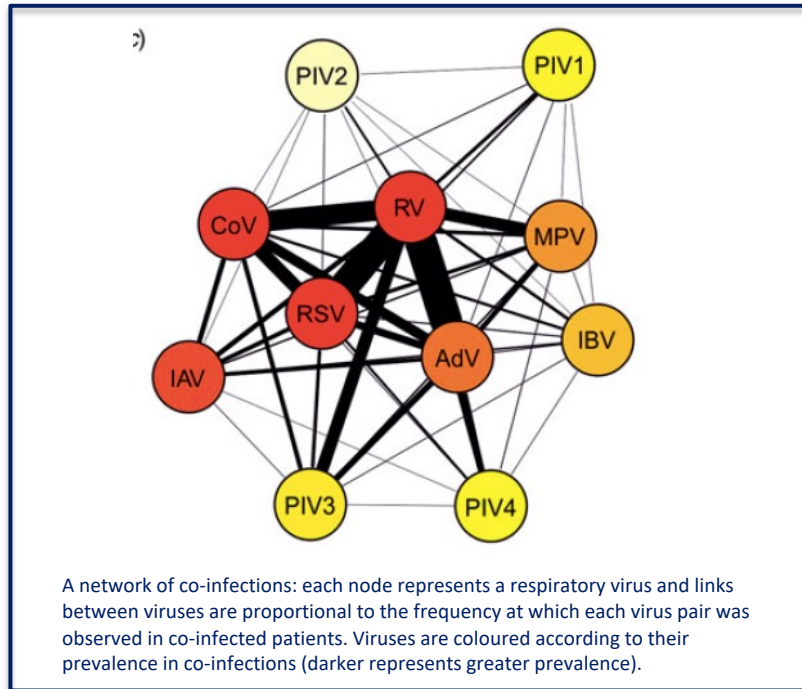 c)
PIV2
PIV1
CoV
RV
MPV
RSV
IBV
AdV
IAV
PIV3
PIV4
A network of co-infections: each node represents a respiratory virus and links
between viruses are proportional to the frequency at which each virus pair was
observed in co-infected patients. Viruses are coloured according to their
prevalence in co-infections (darker represents greater prevalence).